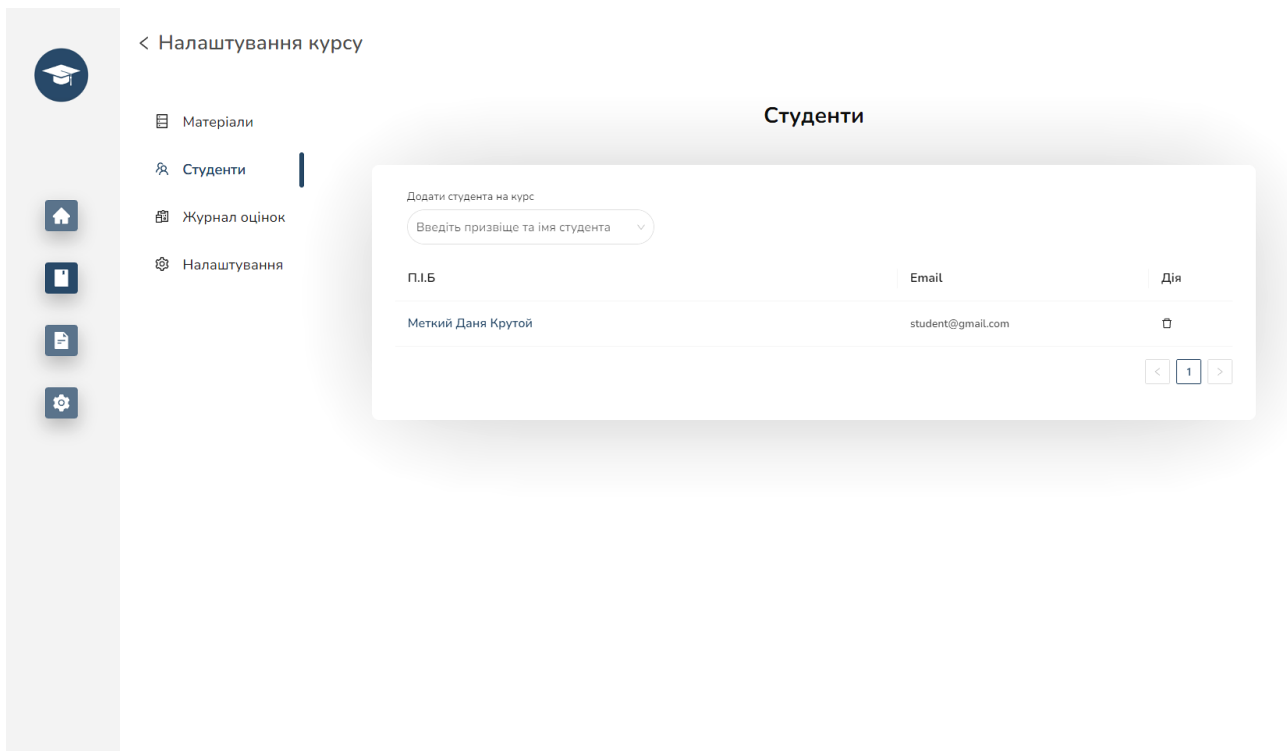 < Налаштування курсу
Матеріали
Студенти
Журнал оцінок
Налаштування
Студенти
Додати студента на курс
Введіть призвіще та імя студента
П.І.Б Email Дія
Меткий Даня Крутой student@gmail.com
< 1 >